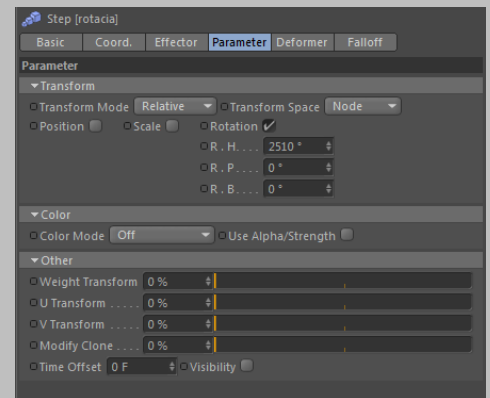 Step [rotacia]
Basic Coord. Effector Parameter Deformer Falloff
Parameter
Transform
Transform Mode Relative Transform Space Node
Position Scale Rotation
R . H. . . . 2510 °
R . P. . . . 0 °
R . B. . . . 0 °
Color
Color Mode Off Use Alpha/Strength
Other
Weight Transform 0 %
U Transform . . . . . 0 %
V Transform . . . . . 0 %
Modify Clone . . . . 0 %
Time Offset 0 F Visibility